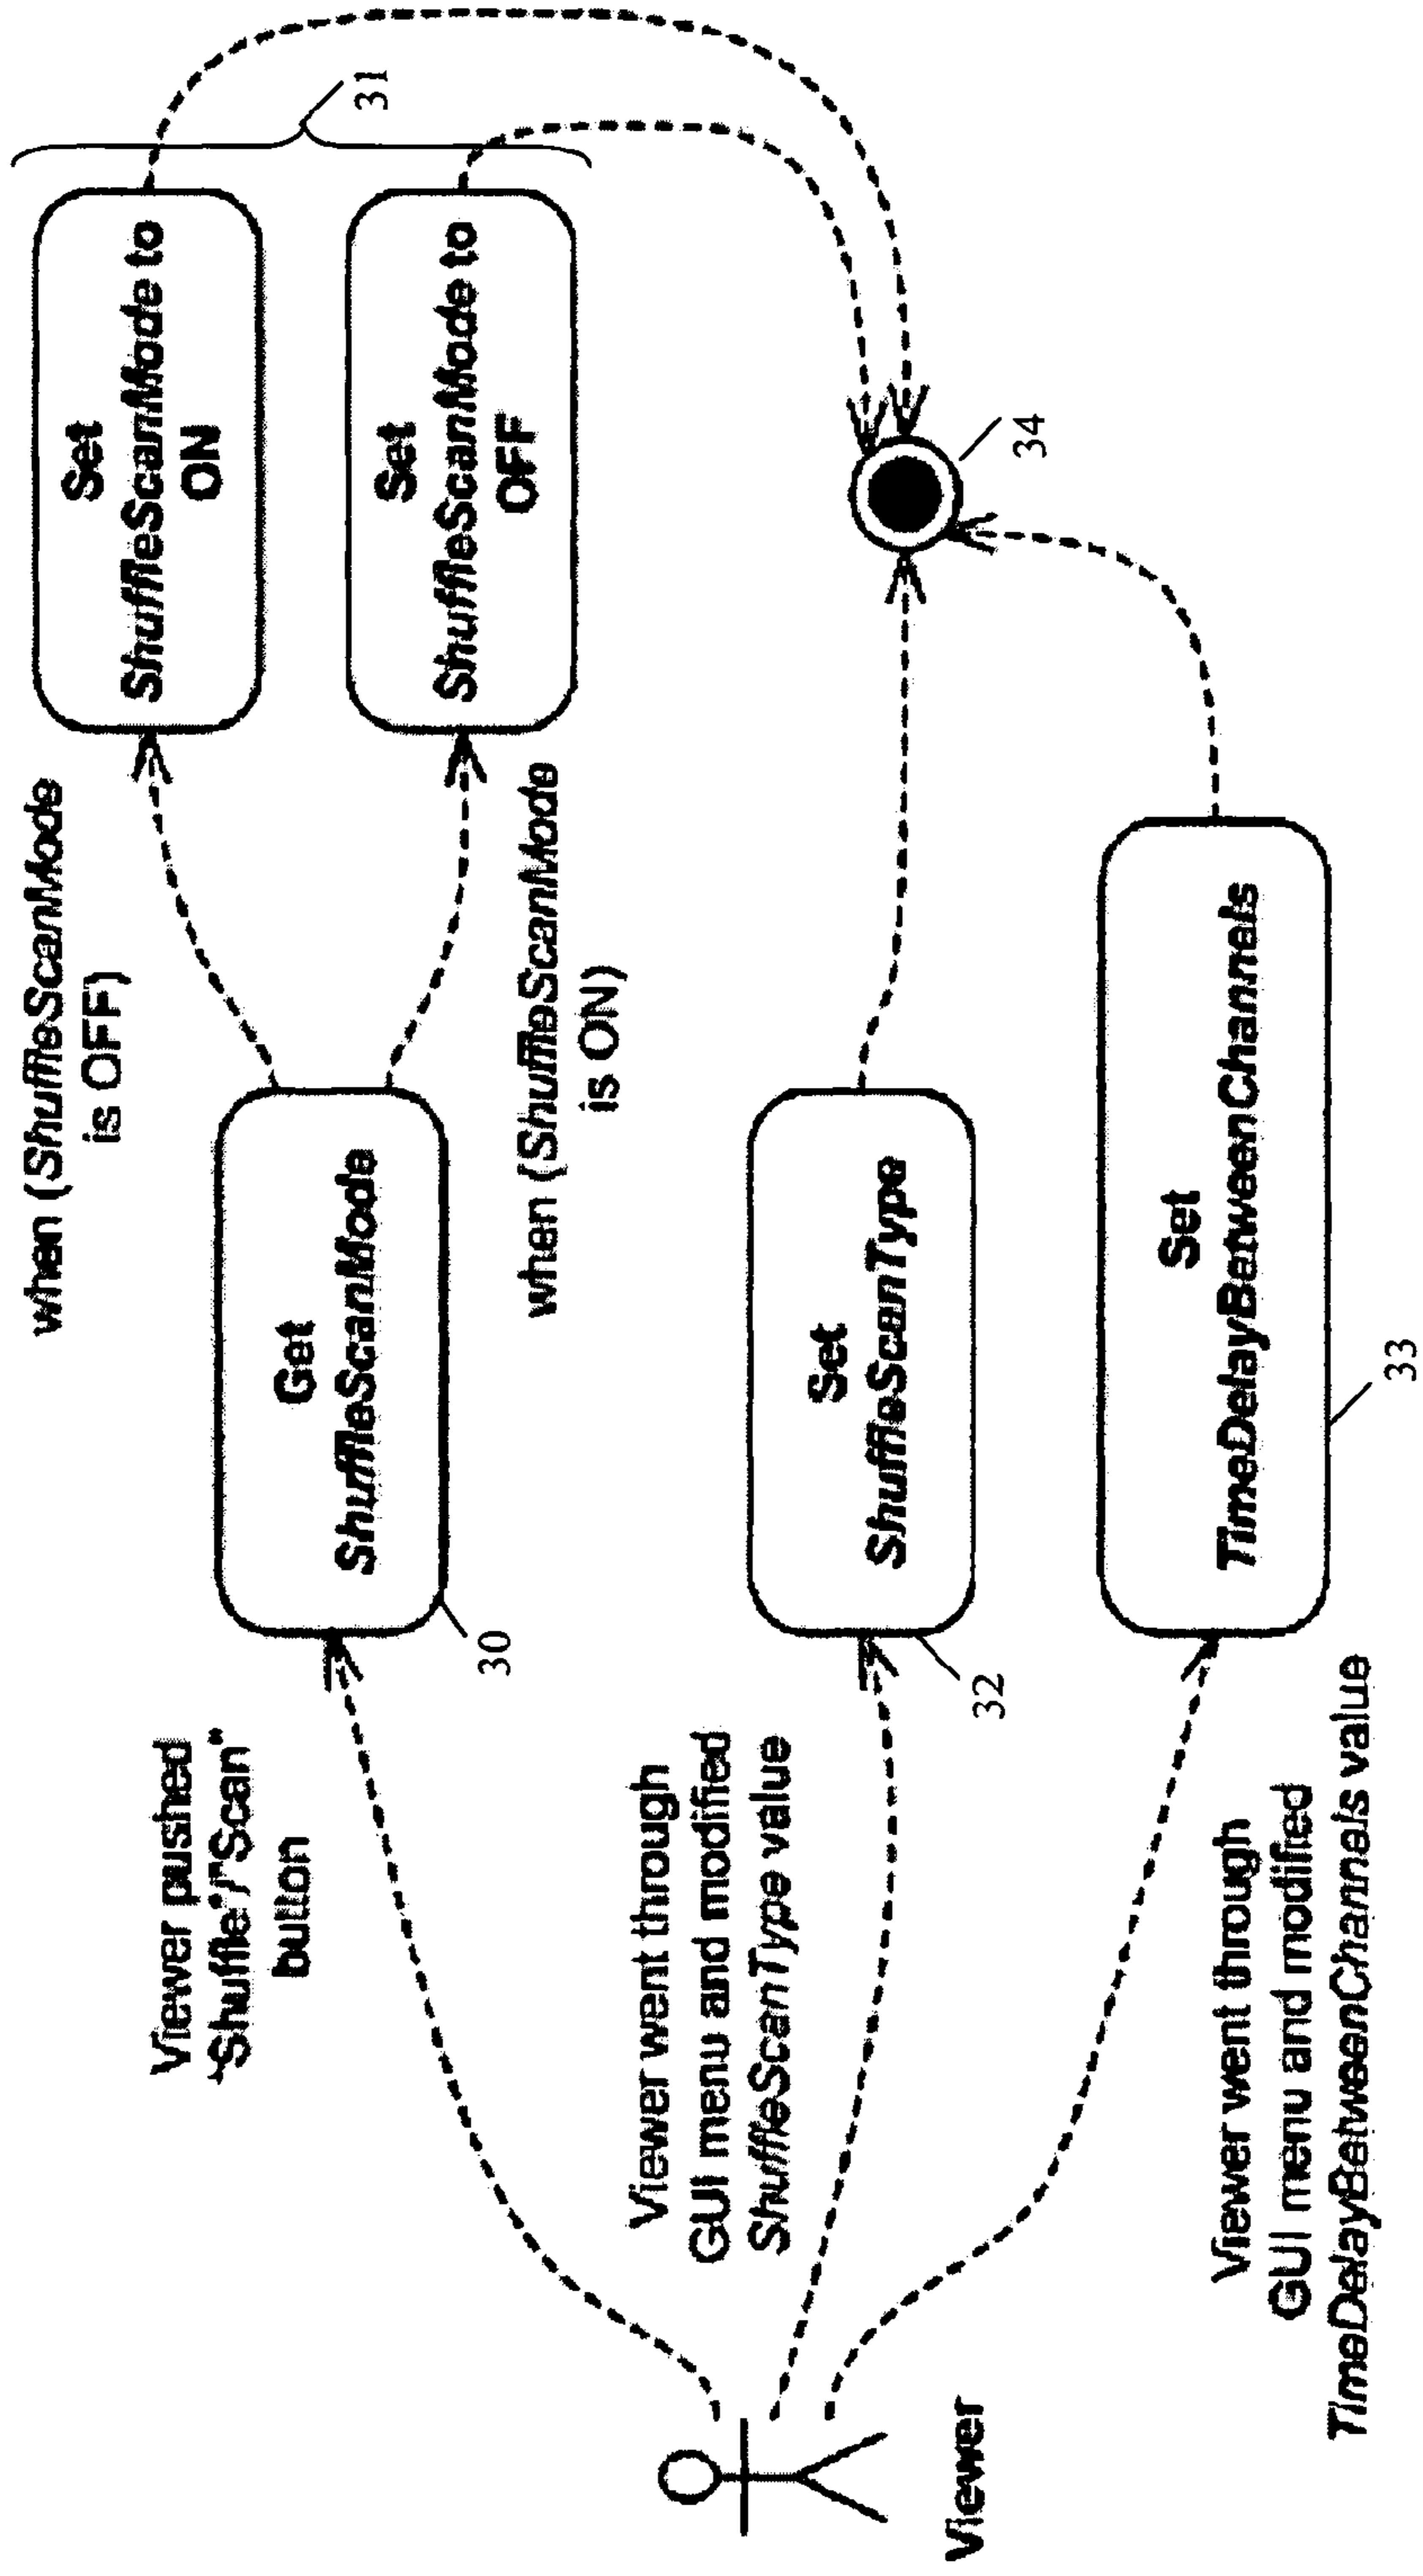 Viewer
Viewer pushed
"Shuffle"/"Scan"
button
30
Get
ShuffleScanMode
when (ShuffleScanMode
is OFF)
when (ShuffleScanMode
is ON)
Set
ShuffleScanMode to
ON
Set
ShuffleScanMode to
OFF
31
Viewer went through
GUI menu and modified
ShuffleScanType value
32
Set
ShuffleScanType
34
Viewer went through
GUI menu and modified
TimeDelayBetweenChannels value
33
Set
TimeDelayBetweenChannels